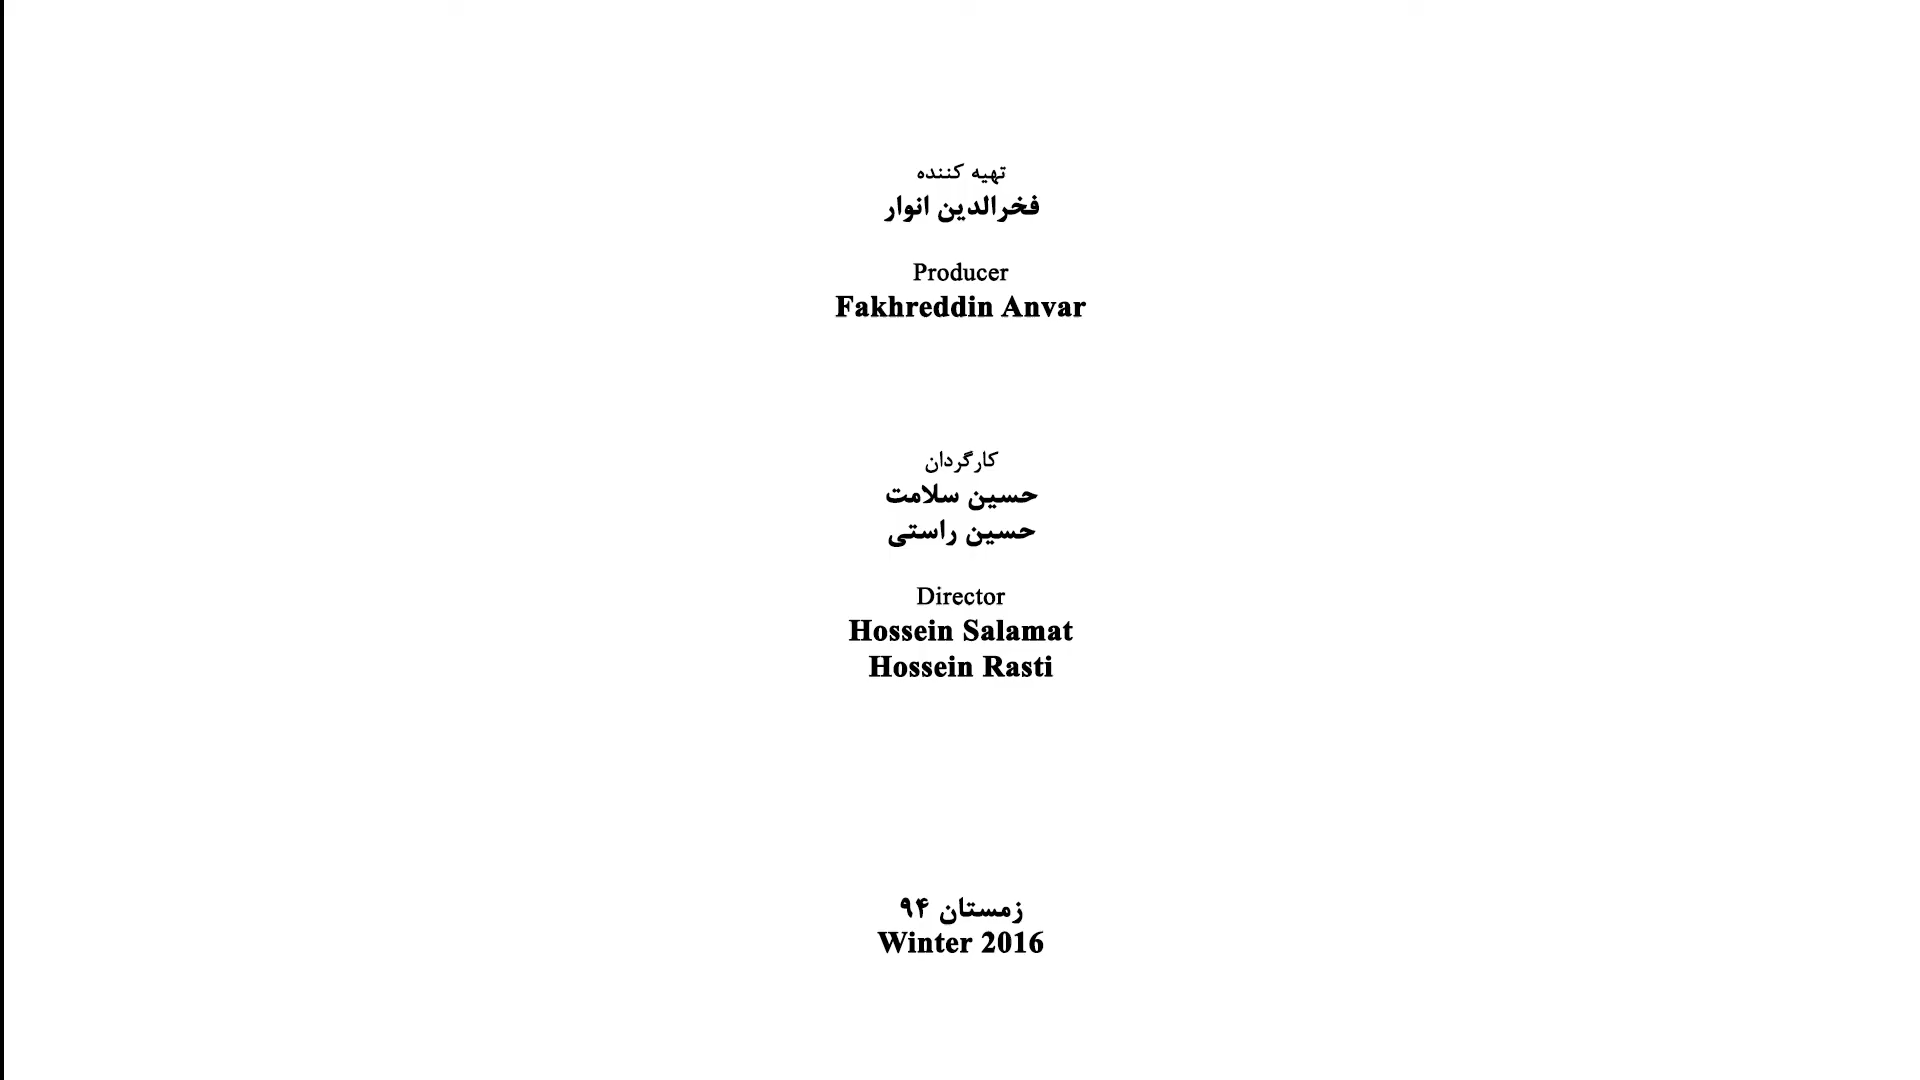 تهیه کننده
فخرالدین انوار
Producer
Fakhreddin Anvar
کارگردان
حسین سلامت
حسین راستی
Director
Hossein Salamat
Hossein Rasti
زمستان ۹۴
Winter 2016